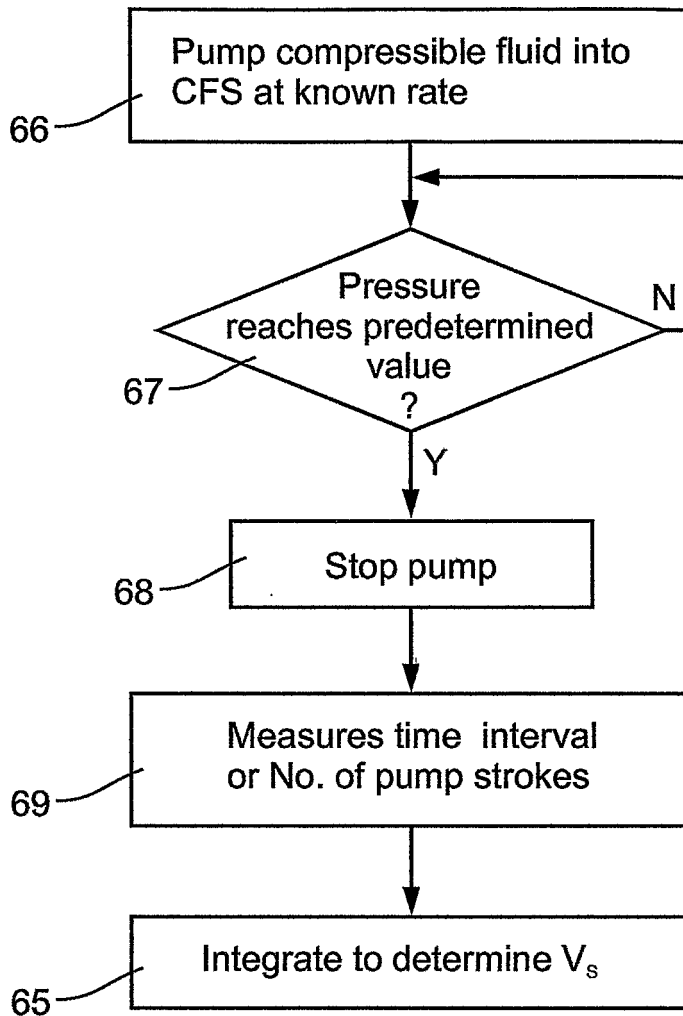 Pump compressible fluid into
CFS at known rate
66
Pressure
reaches predetermined
value
?
N
67
Y
Stop pump
68
Measures time interval
or No. of pump strokes
69
Integrate to determine Vs
65